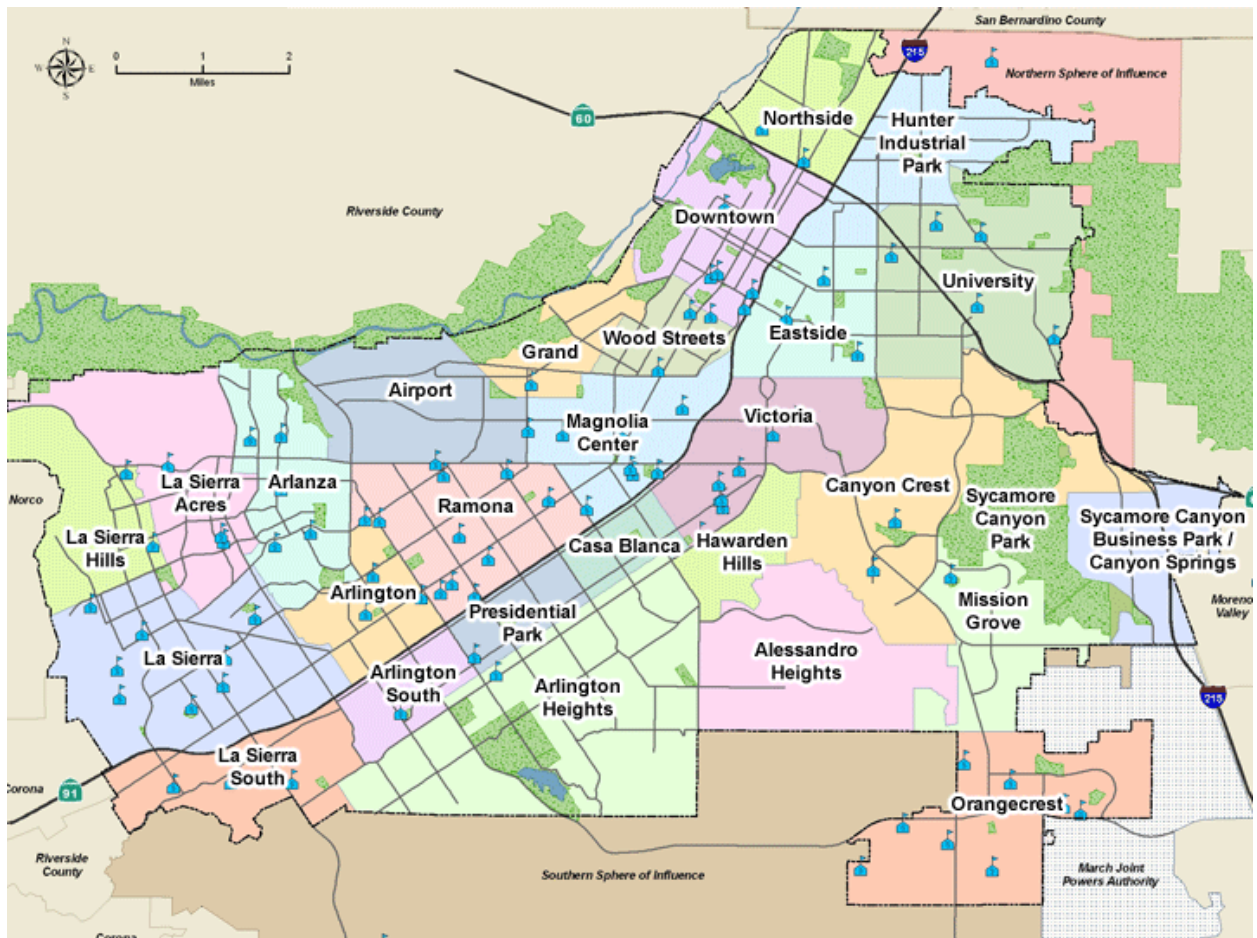 San Bernardino County
N
W E
S
0 1 2
Miles
215
Northern Sphere of Influence
60
Northside
Hunter
Industrial
Park
Riverside County
Downtown
University
Wood Streets
Eastside
Grand
Airport
Magnolia
Center
Victoria
Norco
La Sierra
Acres
Arlanza
Ramona
Canyon Crest
Sycamore
Canyon
Park
Sycamore Canyon
Business Park /
Canyon Springs
La Sierra
Hills
Casa Blanca
Hawarden
Hills
Arlington
Presidential
Park
Mission
Grove
Moreno
Valley
La Sierra
Arlington
South
Arlington
Heights
Alessandro
Heights
215
La Sierra
South
Corona
91
Orangecrest
Riverside
County
Southern Sphere of Influence
March Joint
Powers Authority
Corona